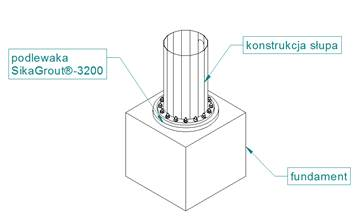 podlewaka
SikaGrout®-3200
konstrukcja słupa
fundament